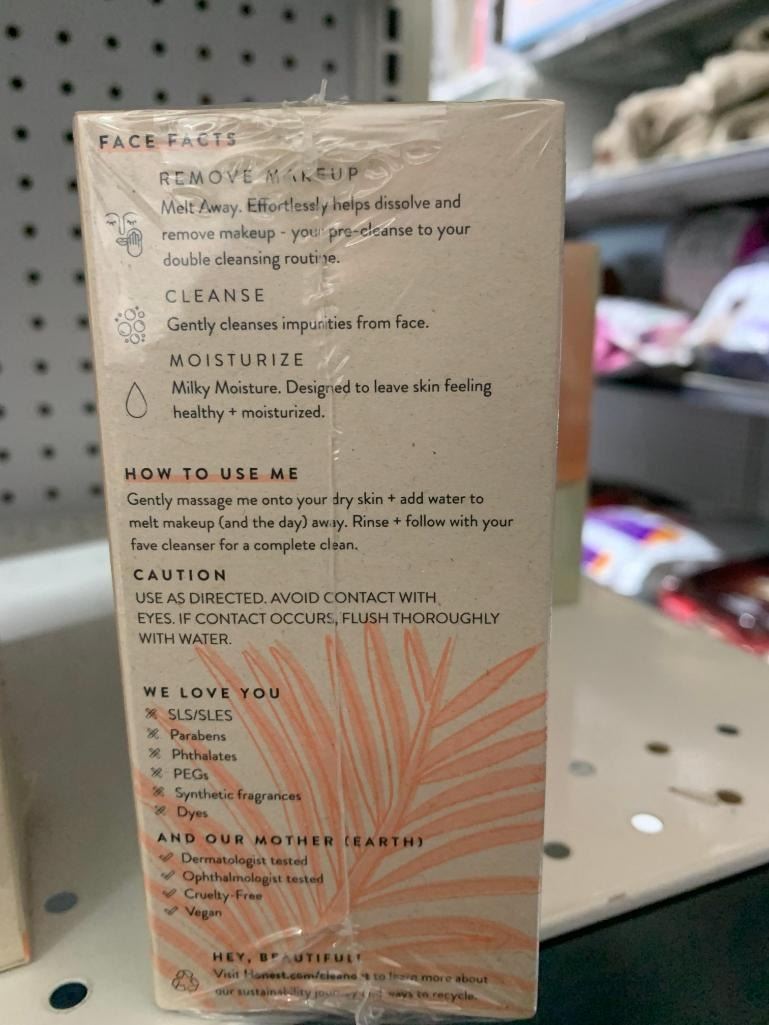 FACE FACTS
REMOVE MAKEUP
Melt Away. Effortlessly helps dissolve and
remove makeup - your pre-cleanse to your
double cleansing routine.
CLEANSE
Gently cleanses impurities from face.
MOISTURIZE
Milky Moisture. Designed to leave skin feeling
healthy + moisturized.
HOW TO USE ME
Gently massage me onto your dry skin + add water to
melt makeup (and the day) away. Rinse + follow with your
fave cleanser for a complete clean.
CAUTION
USE AS DIRECTED. AVOID CONTACT WITH
EYES. IF CONTACT OCCURS, FLUSH THOROUGHLY
WITH WATER.
WE LOVE YOU
SLS/SLES
Parabens
Phthalates
PEGs
Synthetic fragrances
Dyes
AND OUR MOTHER (EARTH)
Dermatologist tested
Ophthalmologist tested
Cruelty-Free
Vegan
HEY, BEAUTIFUL!
Visit to learn more about
our sustainability journey and ways to recycle.